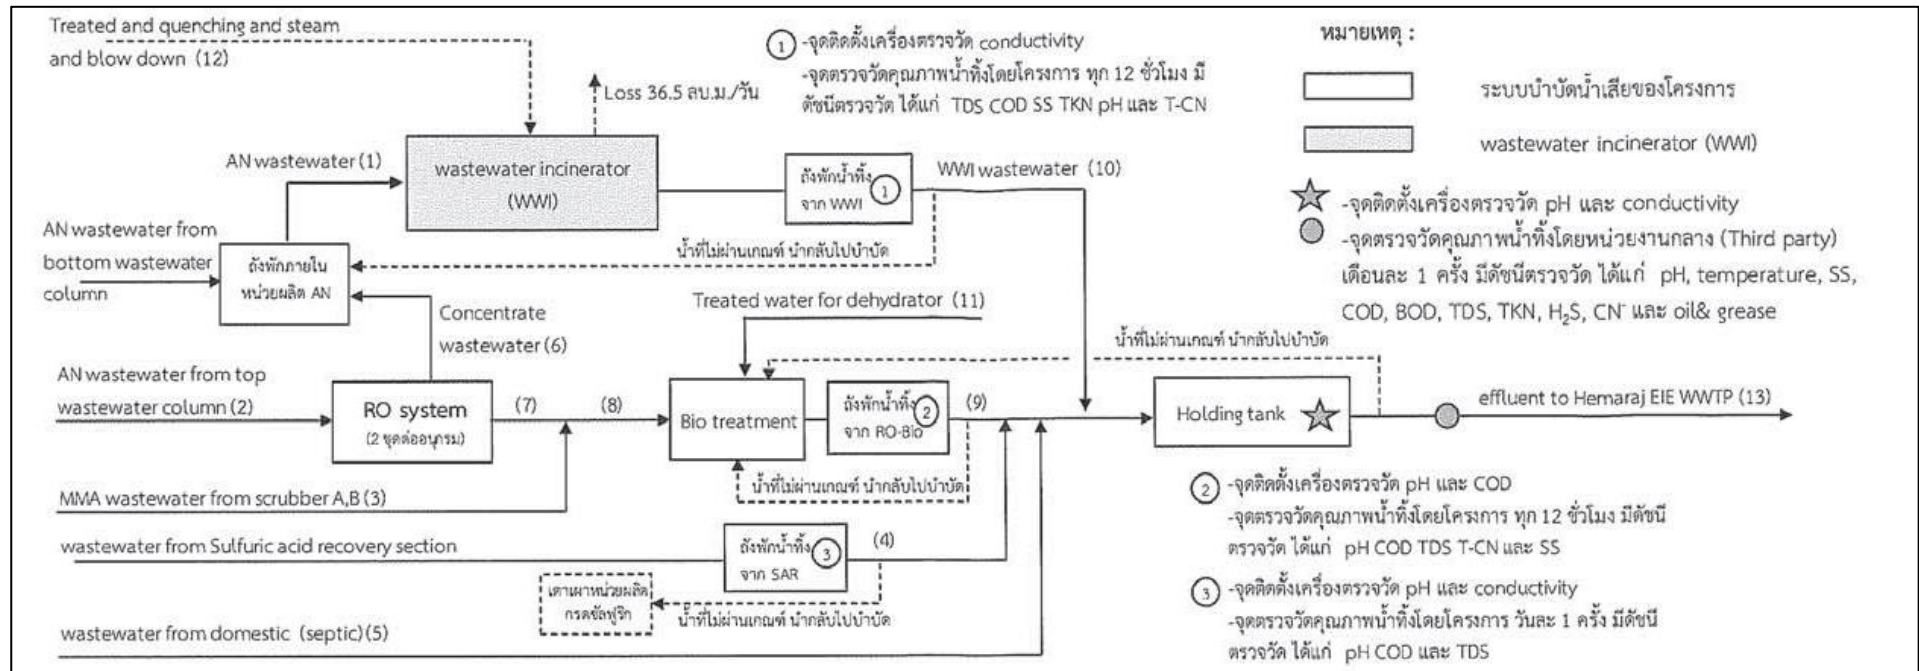 Treated and quenching and steam
and blow down (12)
Loss 36.5 ลบ.ม./วัน
1 -จุดติดตั้งเครื่องตรวจวัด conductivity
-จุดตรวจวัดคุณภาพน้ำทิ้งโดยโครงการ ทุก 12 ชั่วโมง มี
ดัชนีตรวจวัด ได้แก่ TDS COD SS TKN pH และ T-CN
หมายเหตุ :
ระบบบำบัดน้ำเสียของโครงการ
wastewater incinerator (WWI)
-จุดติดตั้งเครื่องตรวจวัด pH และ conductivity
-จุดตรวจวัดคุณภาพน้ำทิ้งโดยหน่วยงานกลาง (Third party)
เดือนละ 1 ครั้ง มีดัชนีตรวจวัด ได้แก่ pH, temperature, SS,
COD, BOD, TDS, TKN, H₂S, CN⁻ และ oil& grease
AN wastewater (1)
wastewater incinerator
(WWI)
ถังพักน้ำทิ้ง
จาก WWI
1
WWI wastewater (10)
AN wastewater from
bottom wastewater
column
ถังพักภายใน
หน่วยผลิต AN
น้ำที่ไม่ผ่านเกณฑ์ นำกลับไปบำบัด
Concentrate
wastewater (6)
Treated water for dehydrator (11)
น้ำที่ไม่ผ่านเกณฑ์ นำกลับไปบำบัด
AN wastewater from top
wastewater column (2)
RO system
(2 ชุดต่ออนุกรม)
(7)
(8)
Bio treatment
ถังพักน้ำทิ้ง
จาก RO-Bio
2
(9)
Holding tank
effluent to Hemaraj EIE WWTP (13)
น้ำที่ไม่ผ่านเกณฑ์ นำกลับไปบำบัด
MMA wastewater from scrubber A,B (3)
wastewater from Sulfuric acid recovery section
ถังพักน้ำทิ้ง
จาก SAR
3
(4)
เตาเผาหน่วยผลิต
กรดซัลฟูริก
น้ำที่ไม่ผ่านเกณฑ์ นำกลับไปบำบัด
wastewater from domestic (septic)(5)
2 -จุดติดตั้งเครื่องตรวจวัด pH และ COD
-จุดตรวจวัดคุณภาพน้ำทิ้งโดยโครงการ ทุก 12 ชั่วโมง มีดัชนี
ตรวจวัด ได้แก่ pH COD TDS T-CN และ SS
3 -จุดติดตั้งเครื่องตรวจวัด pH และ conductivity
-จุดตรวจวัดคุณภาพน้ำทิ้งโดยโครงการ วันละ 1 ครั้ง มีดัชนี
ตรวจวัด ได้แก่ pH COD และ TDS